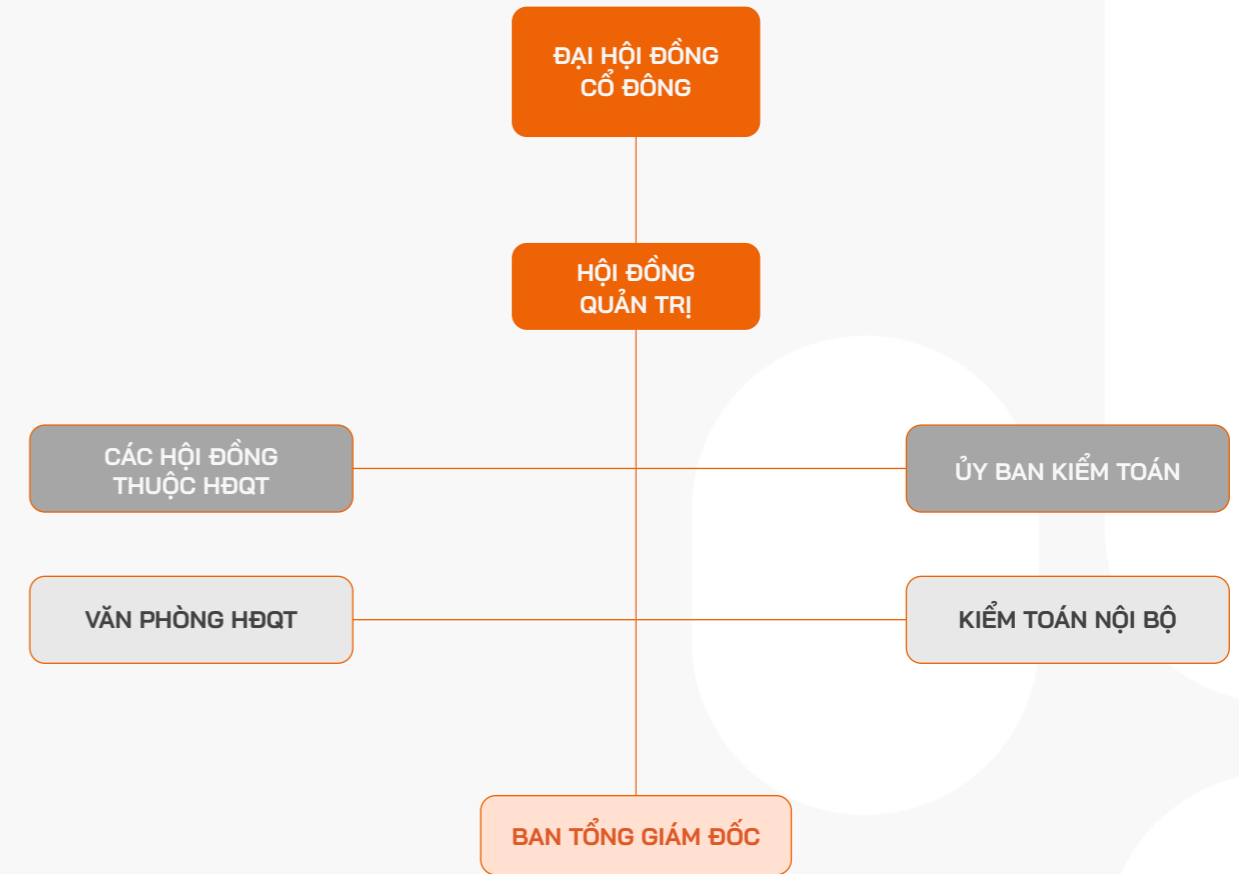 ĐẠI HỘI ĐỒNG
CỔ ĐÔNG
HỘI ĐỒNG
QUẢN TRỊ
CÁC HỘI ĐỒNG
THUỘC HĐQT
ỦY BAN KIỂM TOÁN
VĂN PHÒNG HĐQT
KIỂM TOÁN NỘI BỘ
BAN TỔNG GIÁM ĐỐC